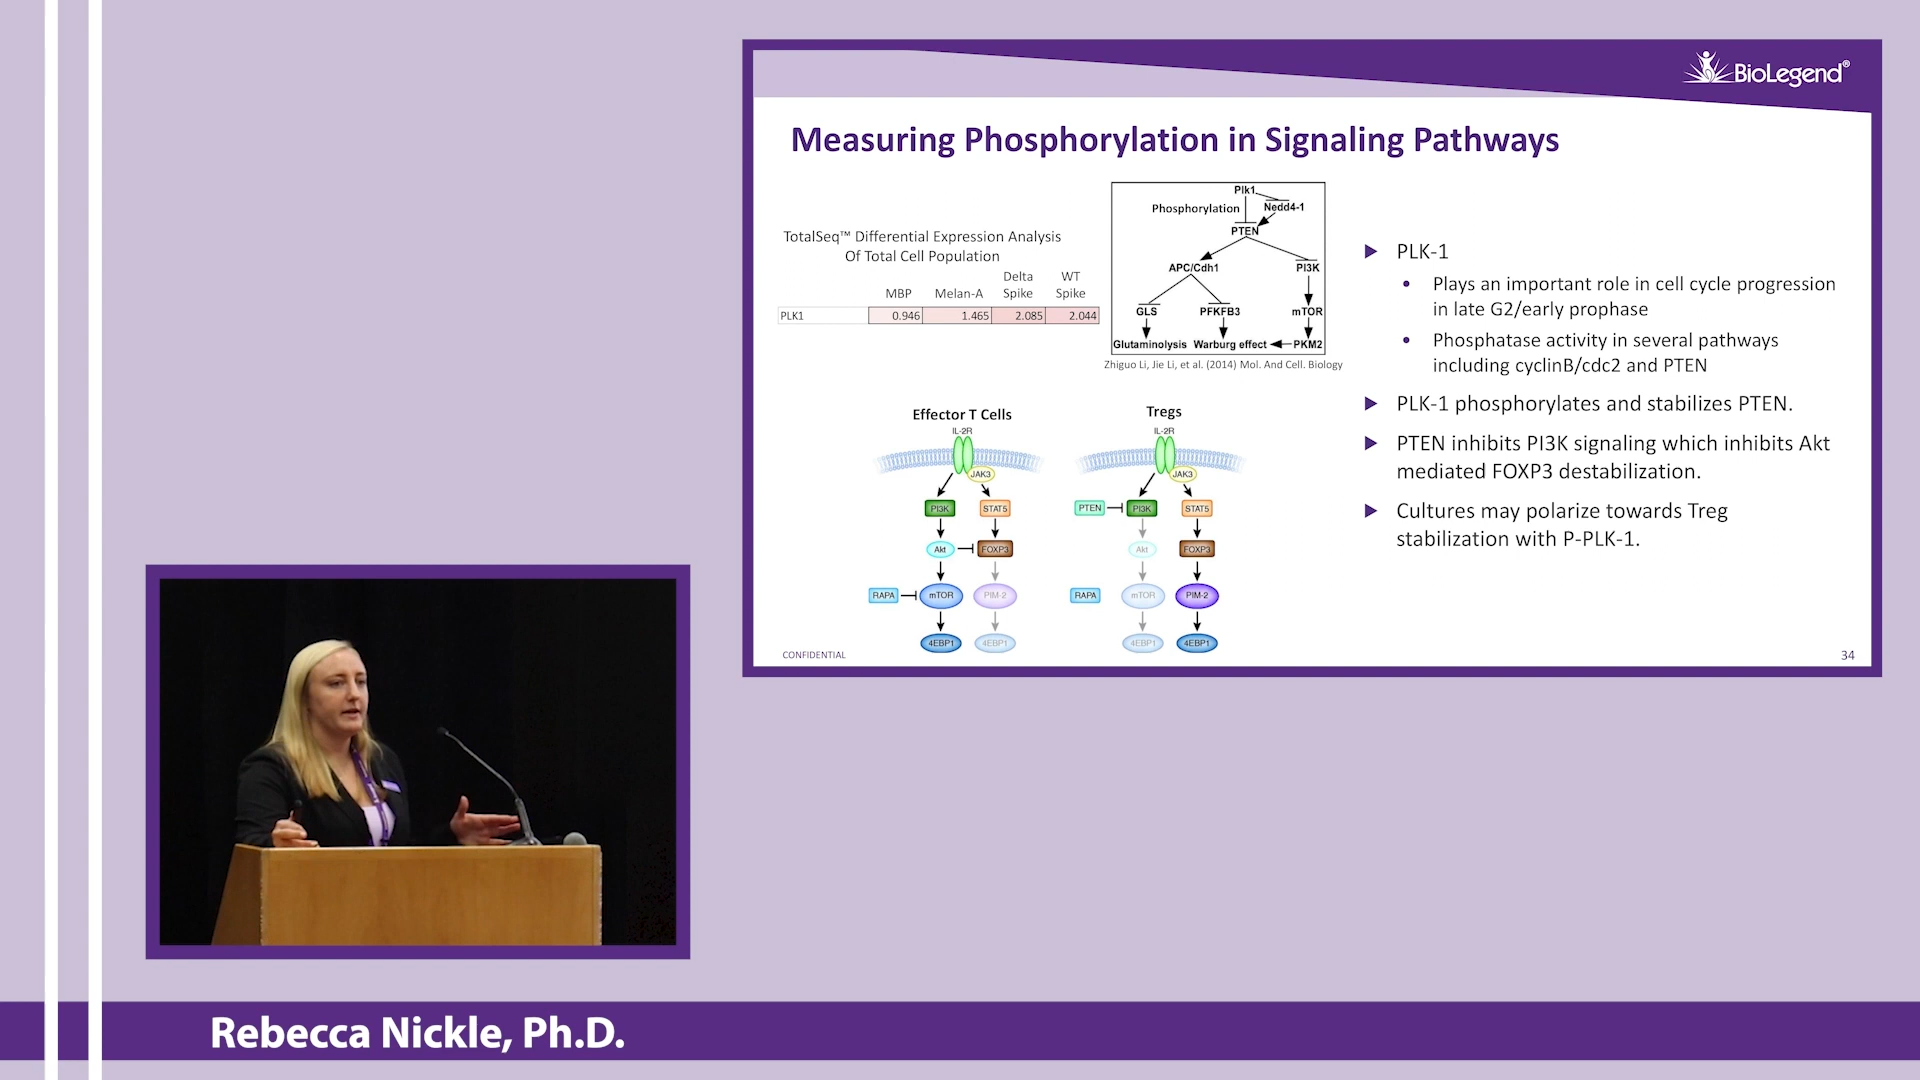 BioLegend®
Measuring Phosphorylation in Signaling Pathways
TotalSeq™ Differential Expression Analysis
Of Total Cell Population
MBP Melan-A Delta Spike WT Spike
PLK1 0.946 1.465 2.085 2.044
Plk1
Phosphorylation Nedd4-1
PTEN
APC/Cdh1 PI3K
GLS PFKFB3 mTOR
Glutaminolysis Warburg effect PKM2
Zhiguo Li, Jie Li, et al. (2014) Mol. And Cell. Biology
Effector T Cells
IL-2R
JAK3
PI3K STAT5
Akt FOXP3
RAPA mTOR PIM-2
4EBP1 4EBP1
Tregs
IL-2R
JAK3
PTEN PI3K STAT5
Akt FOXP3
RAPA mTOR PIM-2
4EBP1 4EBP1
PLK-1
• Plays an important role in cell cycle progression
in late G2/early prophase
• Phosphatase activity in several pathways
including cyclinB/cdc2 and PTEN
PLK-1 phosphorylates and stabilizes PTEN.
PTEN inhibits PI3K signaling which inhibits Akt
mediated FOXP3 destabilization.
Cultures may polarize towards Treg
stabilization with P-PLK-1.
CONFIDENTIAL
34
Rebecca Nickle, Ph.D.